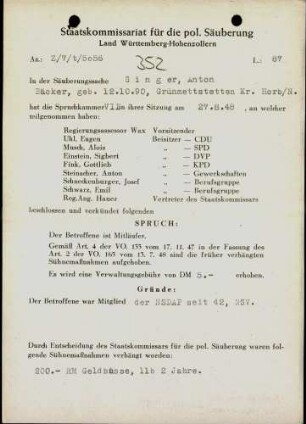 Staatskommissariat für die pol. Säuberung
Land Württemberg-Hohenzollern
Az.: Z/V/1/5656
352
L.: 87
In der Säuberungssache S i n g e r, Anton
Bäcker, geb. 12.10.90, Grünmettstetten Kr. Horb/N.
hat die Spruchkammer VII in ihrer Sitzung am 27.8.48, an welcher
teilgenommen haben:
Regierungsassessor Wax Vorsitzender
Uhl, Eugen Beisitzer — CDU
Musch, Alois „ — SPD
Einstein, Sigbert „ — DVP
Fink, Gottlieb „ — KPD
Steinacher, Anton „ — Gewerkschaften
Schneckenburger, Josef „ — Berufsgruppe
Schwarz, Emil „ — Berufsgruppe
Reg.Ang. Hauer Vertreter des Staatskommissars
beschlossen und verkündet folgenden
SPRUCH:
Der Betroffene ist Mitläufer.
Gemäß Art. 4 der VO. 133 vom 17. 11. 47 in der Fassung des
Art. 2 der VO. 165 vom 13. 7. 48 sind die früher verhängten
Sühnemaßnahmen aufgehoben.
Es wird eine Verwaltungsgebühr von DM 5.— erhoben.
Gründe:
Der Betroffene war Mitglied der NSDAP seit 42, NSV.
Durch Entscheidung des Staatskommissars für die pol. Säuberung waren fol-
gende Sühnemaßnahmen verhängt worden:
200.- RM Geldbusse, 11b 2 Jahre.